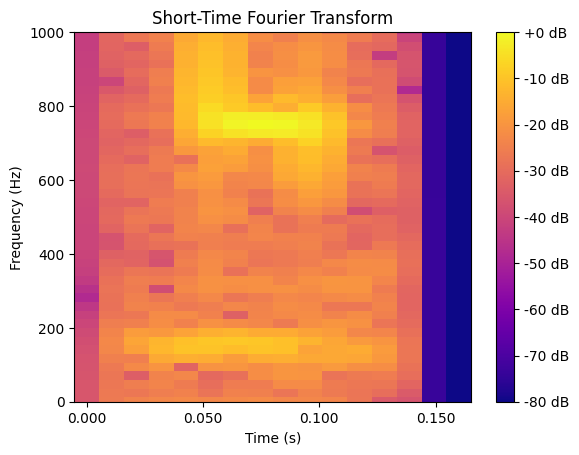 Short-Time Fourier Transform
Frequency (Hz)
1000
800
600
400
200
0
0.000
0.050
0.100
0.150
Time (s)
+0 dB
-10 dB
-20 dB
-30 dB
-40 dB
-50 dB
-60 dB
-70 dB
-80 dB